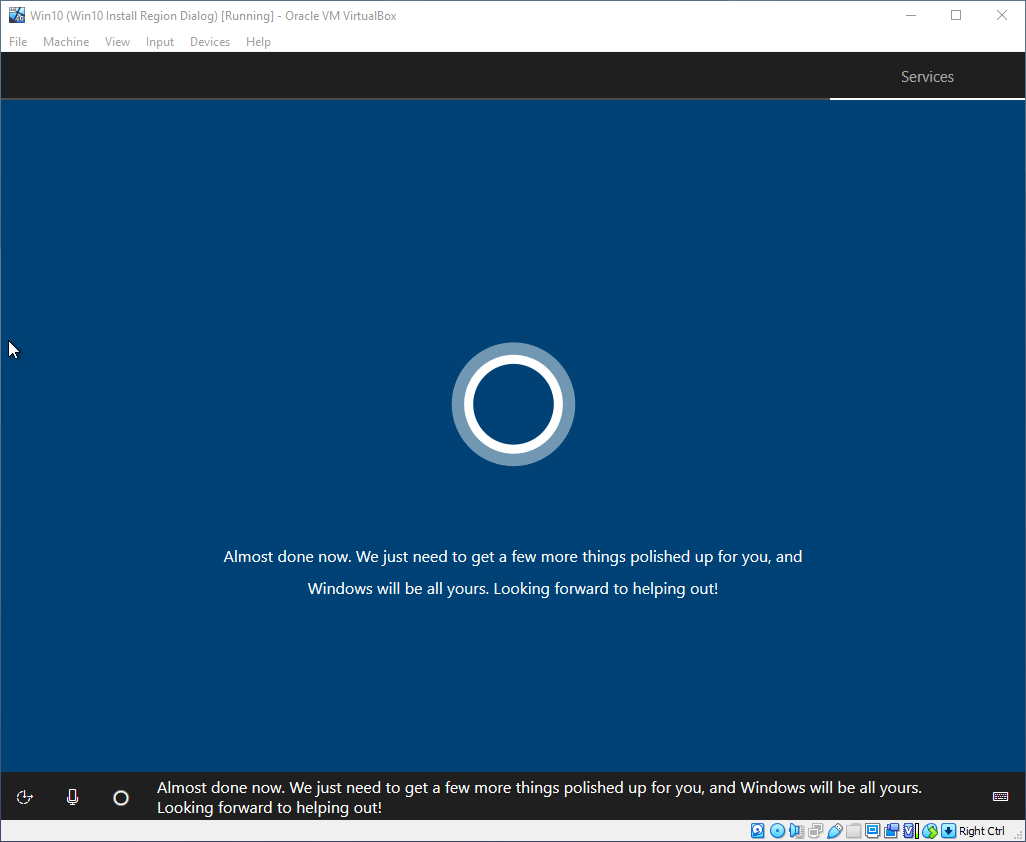 Win10 (Win10 Install Region Dialog) [Running] - Oracle VM VirtualBox
File Machine View Input Devices Help
Services
Almost done now. We just need to get a few more things polished up for you, and
Windows will be all yours. Looking forward to helping out!
Almost done now. We just need to get a few more things polished up for you, and Windows will be all yours.
Looking forward to helping out!
Right Ctrl